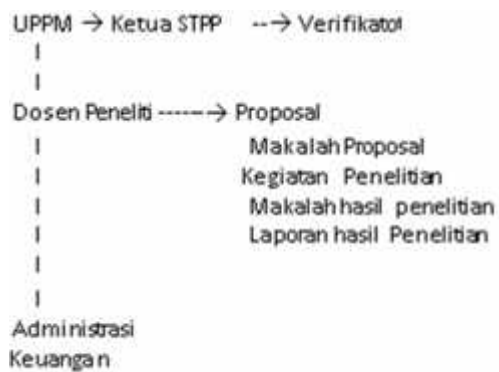 UPPM → Ketua STPP --→ Verifikator
|
|
Dosen Peneliti ------→ Proposal
| Makalah Proposal
| Kegiatan Penelitian
| Makalah hasil penelitian
| Laporan hasil Penelitian
|
|
Administrasi
Keuangan